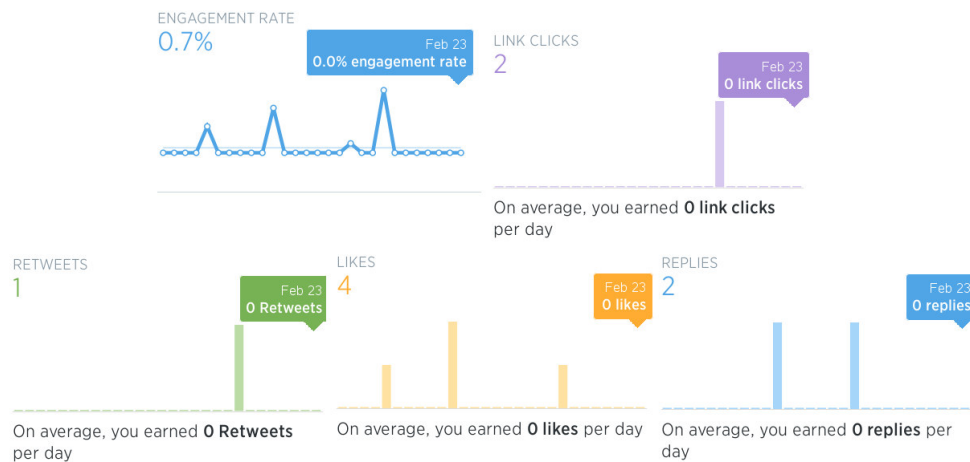 ENGAGEMENT RATE
0.7%
Feb 23
0.0% engagement rate
LINK CLICKS
2
Feb 23
0 link clicks
On average, you earned 0 link clicks
per day
RETWEETS
1
Feb 23
0 Retweets
On average, you earned 0 Retweets
per day
LIKES
4
Feb 23
0 likes
On average, you earned 0 likes per day
REPLIES
2
Feb 23
0 replies
On average, you earned 0 replies per
day